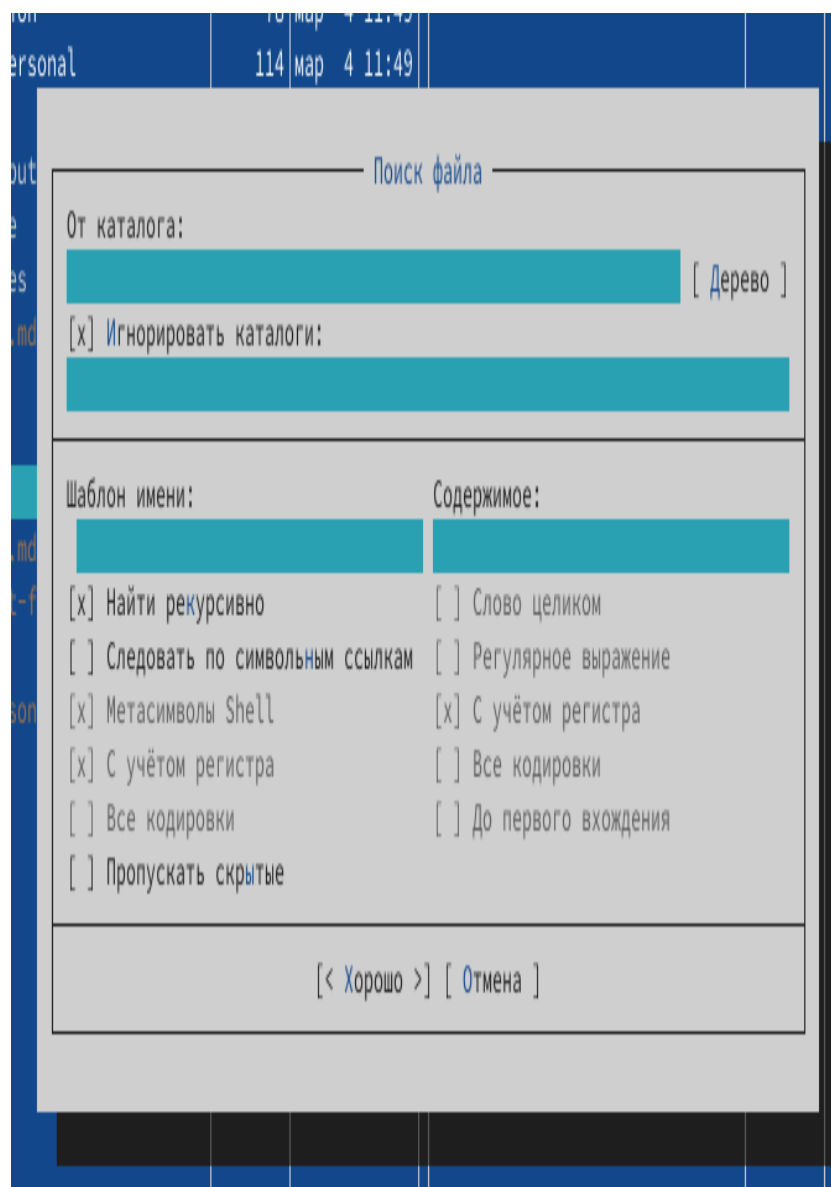 ersonal 114 мар 4 11:49
Поиск файла
От каталога:
[ Дерево ]
[x] Игнорировать каталоги:
Шаблон имени: Содержимое:
[x] Найти рекурсивно [ ] Слово целиком
[ ] Следовать по символьным ссылкам [ ] Регулярное выражение
[x] Метасимволы Shell [x] С учётом регистра
[x] С учётом регистра [ ] Все кодировки
[ ] Все кодировки [ ] До первого вхождения
[ ] Пропускать скрытые
[< Хорошо >] [ Отмена ]